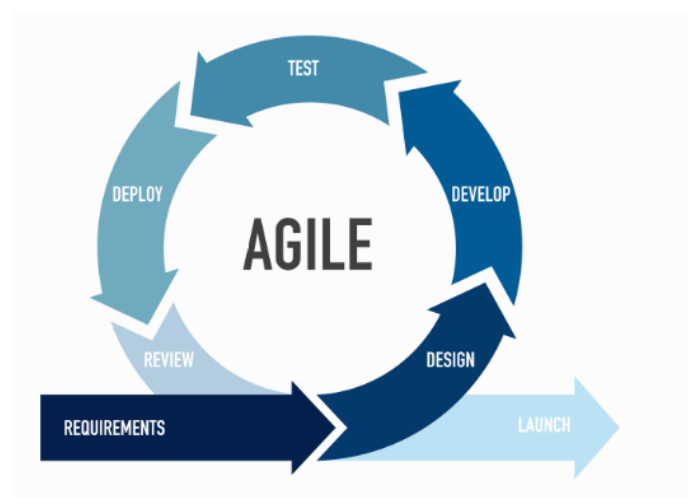 TEST
DEPLOY
DEVELOP
AGILE
REVIEW
DESIGN
REQUIREMENTS
LAUNCH